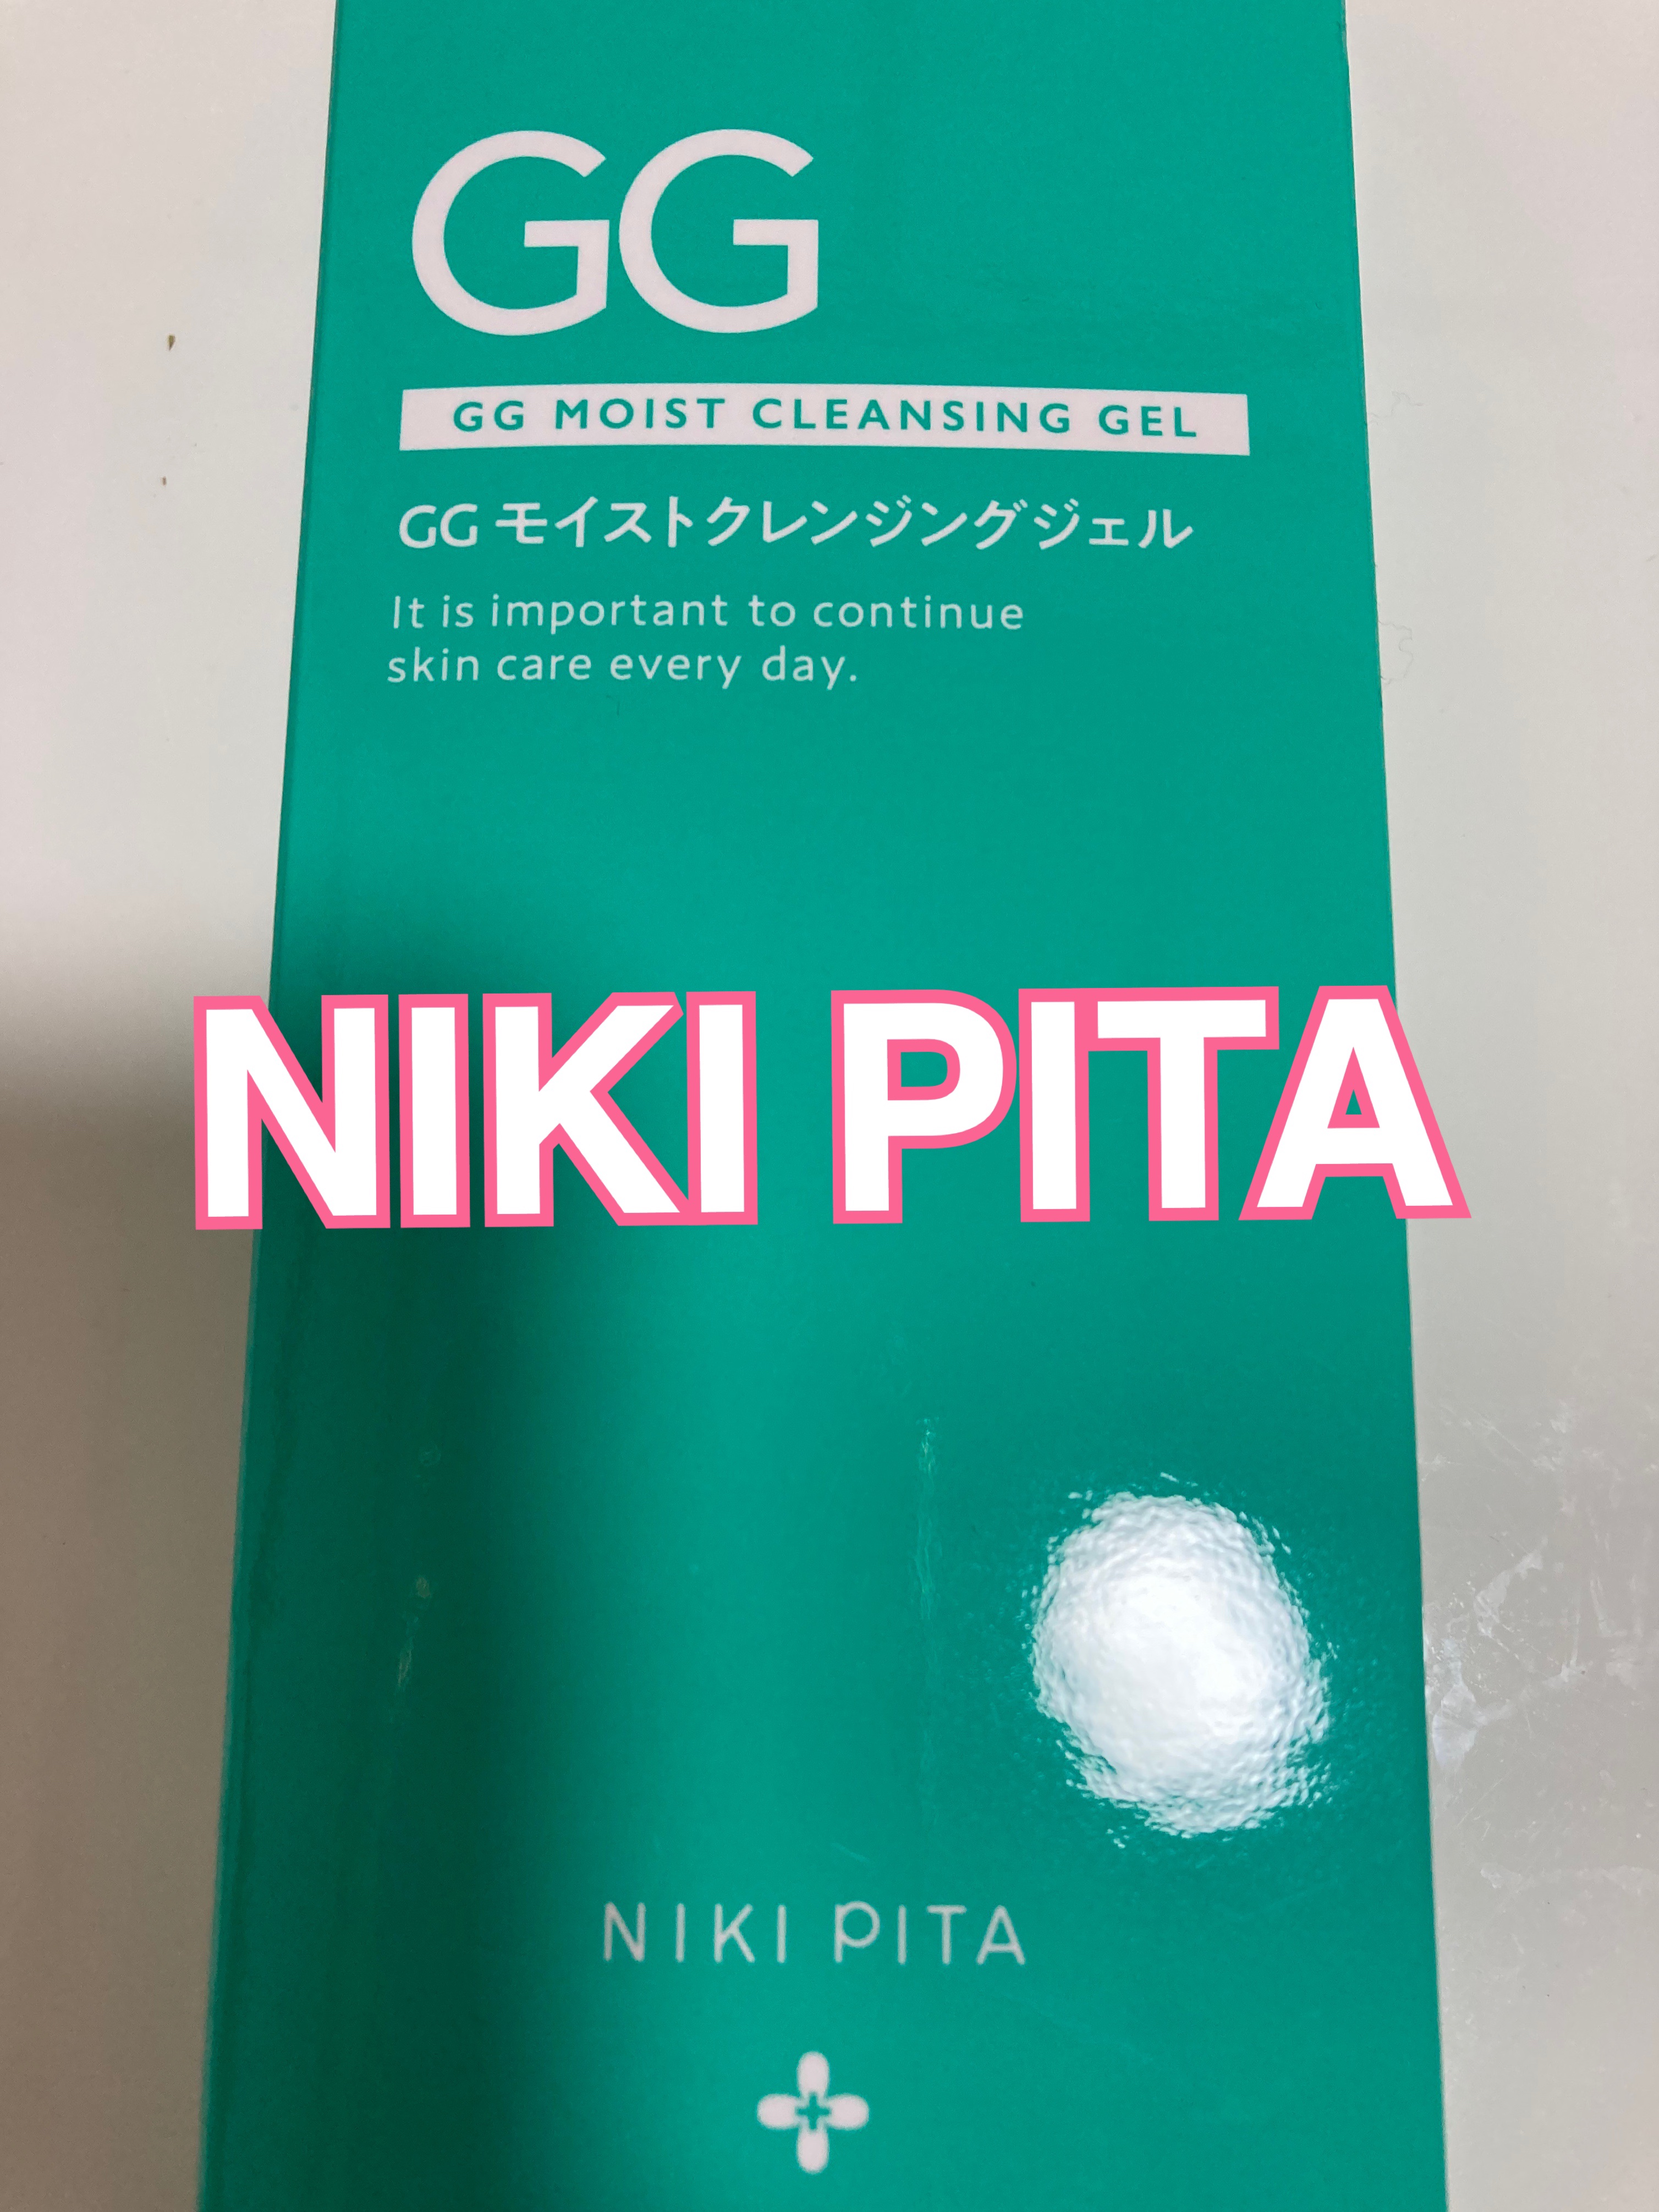 GG
GG MOIST CLEANSING GEL
GG モイストクレンジングジェル
It is important to continue
skin care every day.
NIKI PITA
NIKI PITA